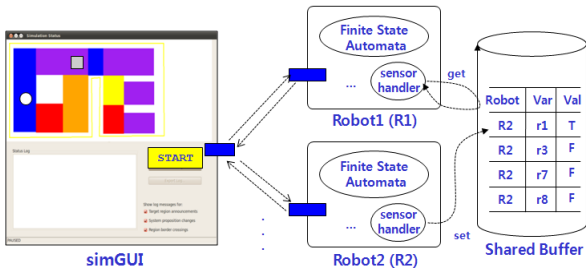 Simulation Status
Status Log
START
Show log messages for:
Target region announcements
System proposition changes
Region border crossings
PAUSED
simGUI
Finite State
Automata
...
sensor
handler
Robot1 (R1)
Finite State
Automata
...
sensor
handler
Robot2 (R2)
get
set
Robot Var Val
R2 r1 T
R2 r3 F
R2 r7 F
R2 r8 F
Shared Buffer